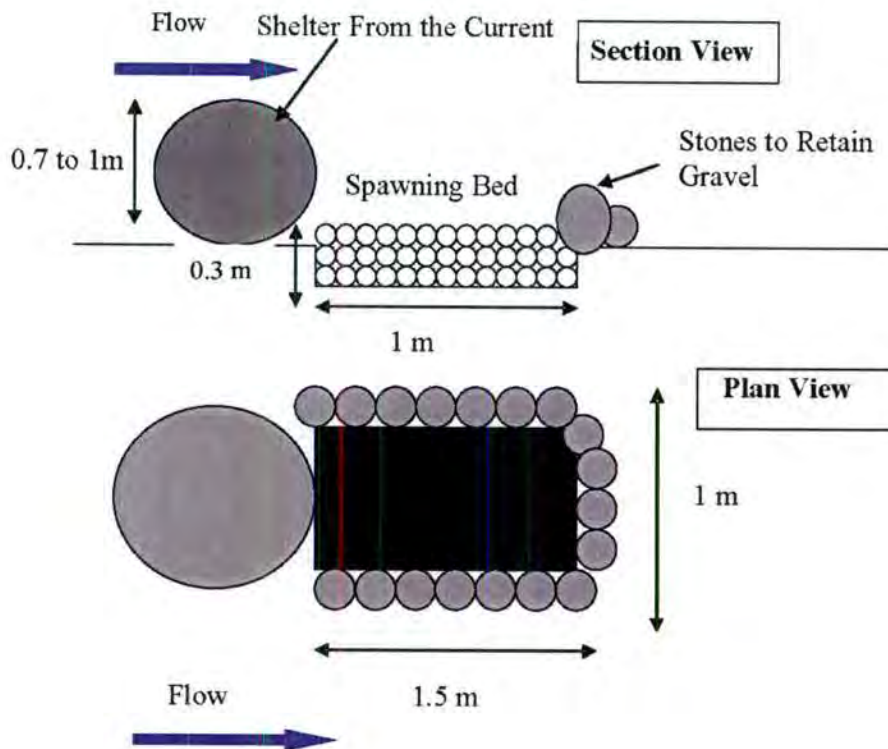 Flow
Shelter From the Current
Section View
0.7 to 1m
Stones to Retain
Gravel
Spawning Bed
0.3 m
1 m
Plan View
1 m
1.5 m
Flow